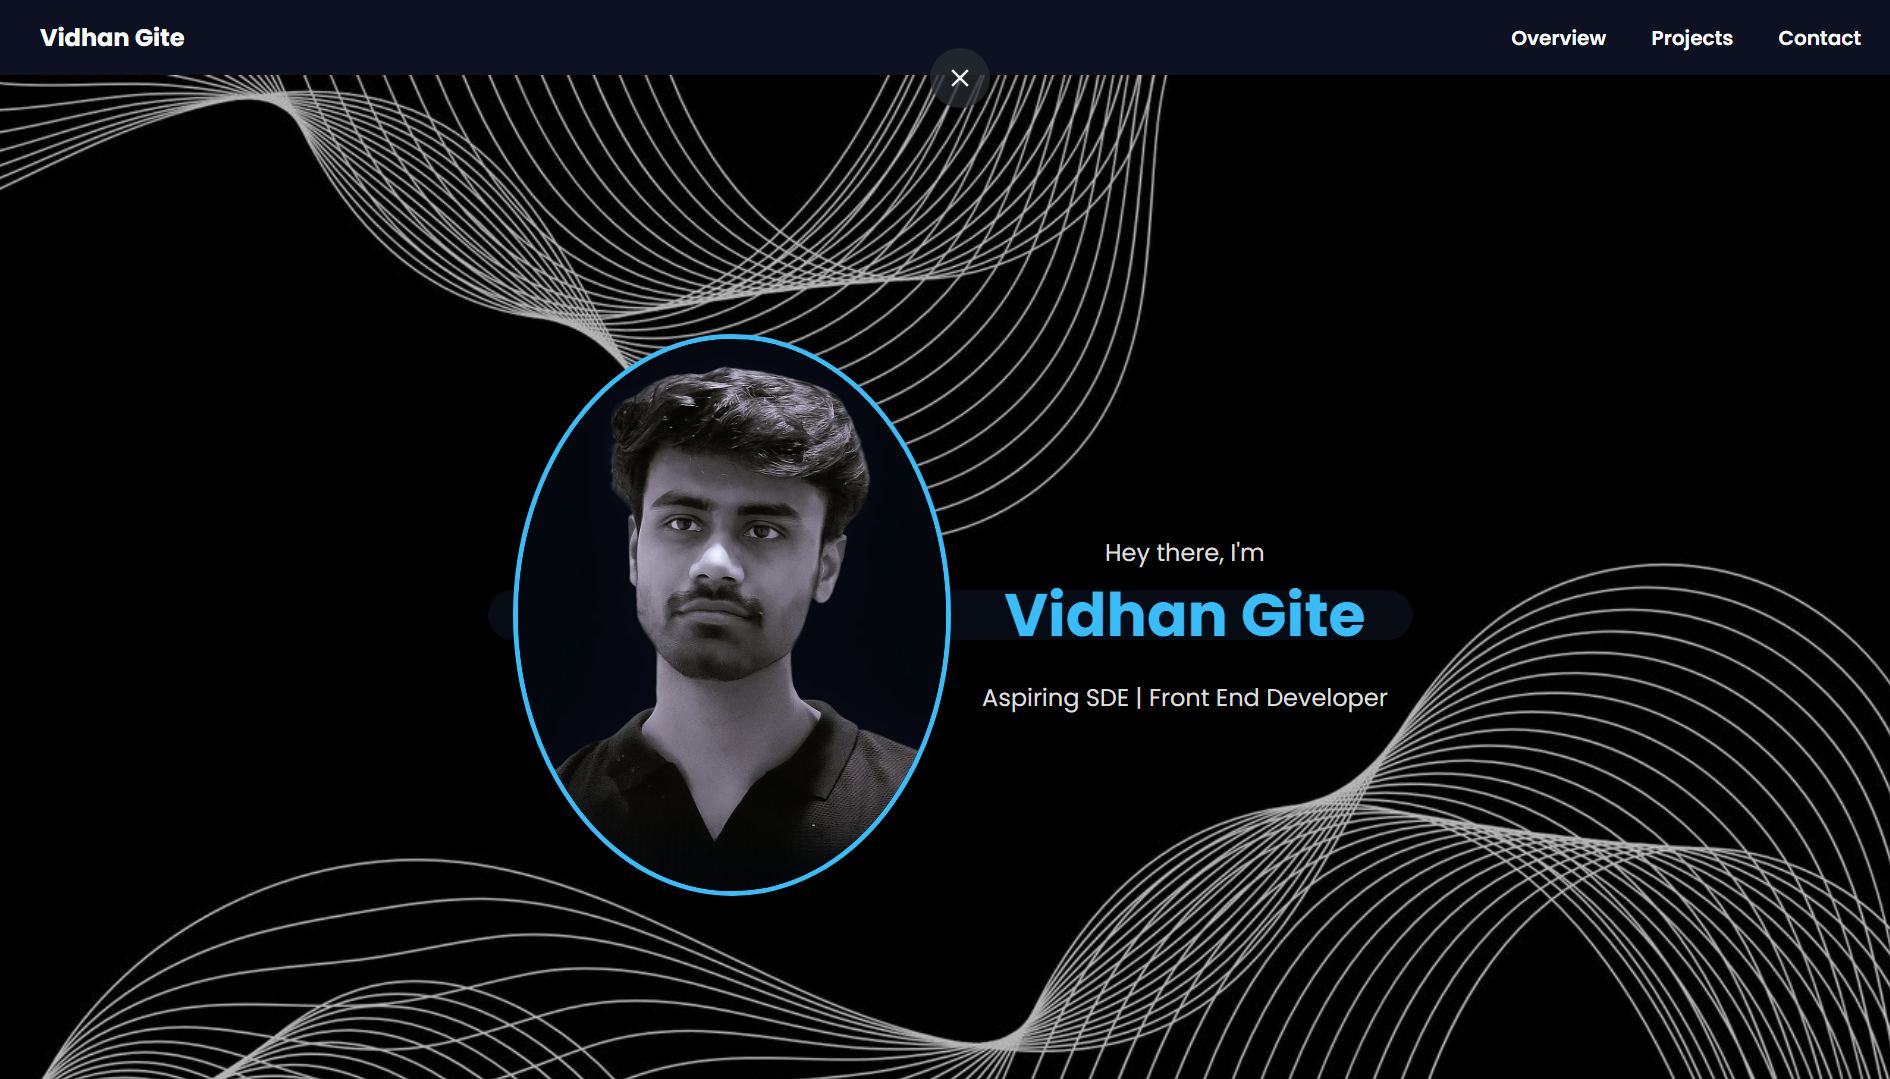 Vidhan Gite
Overview Projects Contact
Hey there, I'm
Vidhan Gite
Aspiring SDE | Front End Developer